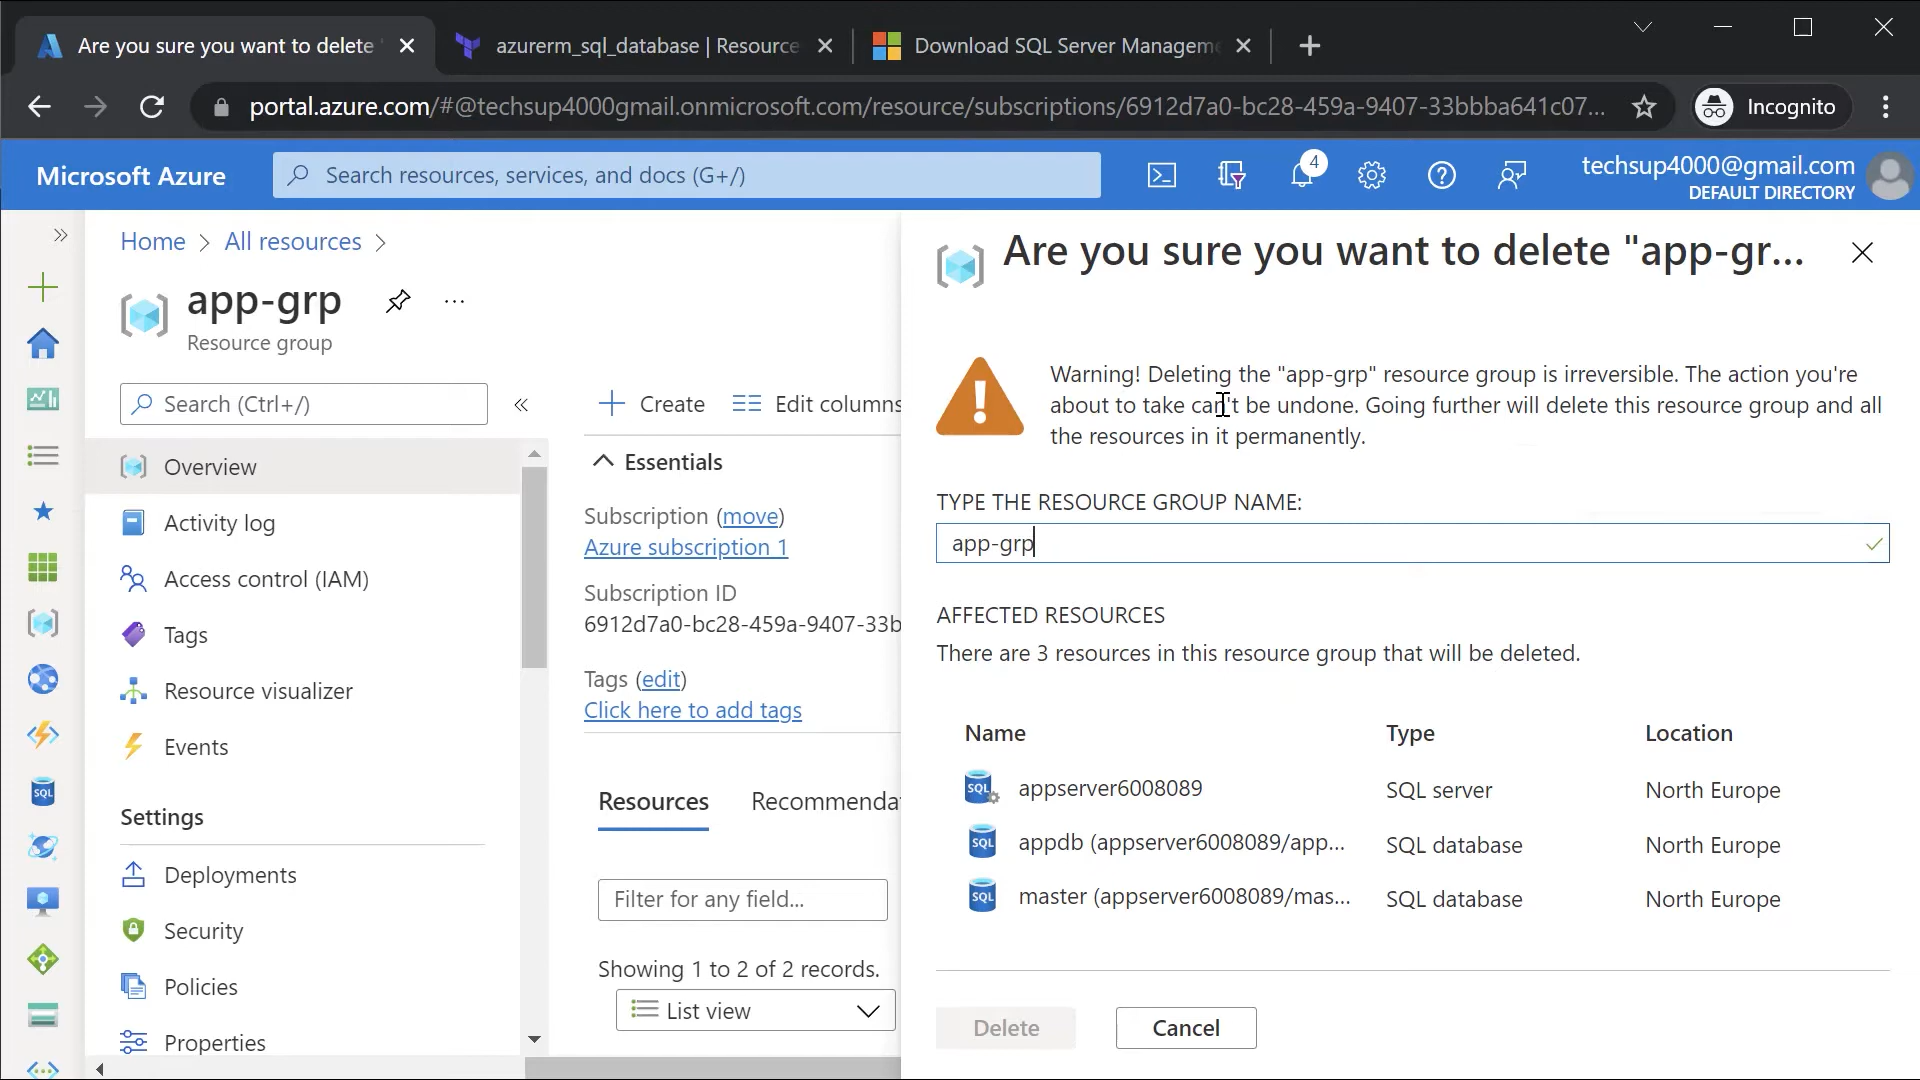 Are you sure you want to delete '
azurerm_sql_database | Resource
Download SQL Server Managem
portal.azure.com/#@techsup4000gmail.onmicrosoft.com/resource/subscriptions/6912d7a0-bc28-459a-9407-33bbba641c07...
Incognito
Microsoft Azure
Search resources, services, and docs (G+/)
4
techsup4000@gmail.com
DEFAULT DIRECTORY
Home > All resources >
app-grp
...
Resource group
Search (Ctrl+/)
Overview
Activity log
Access control (IAM)
Tags
Resource visualizer
Events
Settings
Deployments
Security
Policies
Properties
SQL
Create
Edit columns
Essentials
Subscription (move)
Azure subscription 1
Subscription ID
6912d7a0-bc28-459a-9407-33b
Tags (edit)
Click here to add tags
Resources
Recommenda
Filter for any field...
Showing 1 to 2 of 2 records.
List view
Are you sure you want to delete "app-gr...
Warning! Deleting the "app-grp" resource group is irreversible. The action you're
about to take can't be undone. Going further will delete this resource group and all
the resources in it permanently.
TYPE THE RESOURCE GROUP NAME:
app-grp
AFFECTED RESOURCES
There are 3 resources in this resource group that will be deleted.
Name Type Location
SQL appserver6008089 SQL server North Europe
SQL appdb (appserver6008089/app... SQL database North Europe
SQL master (appserver6008089/mas... SQL database North Europe
Delete
Cancel